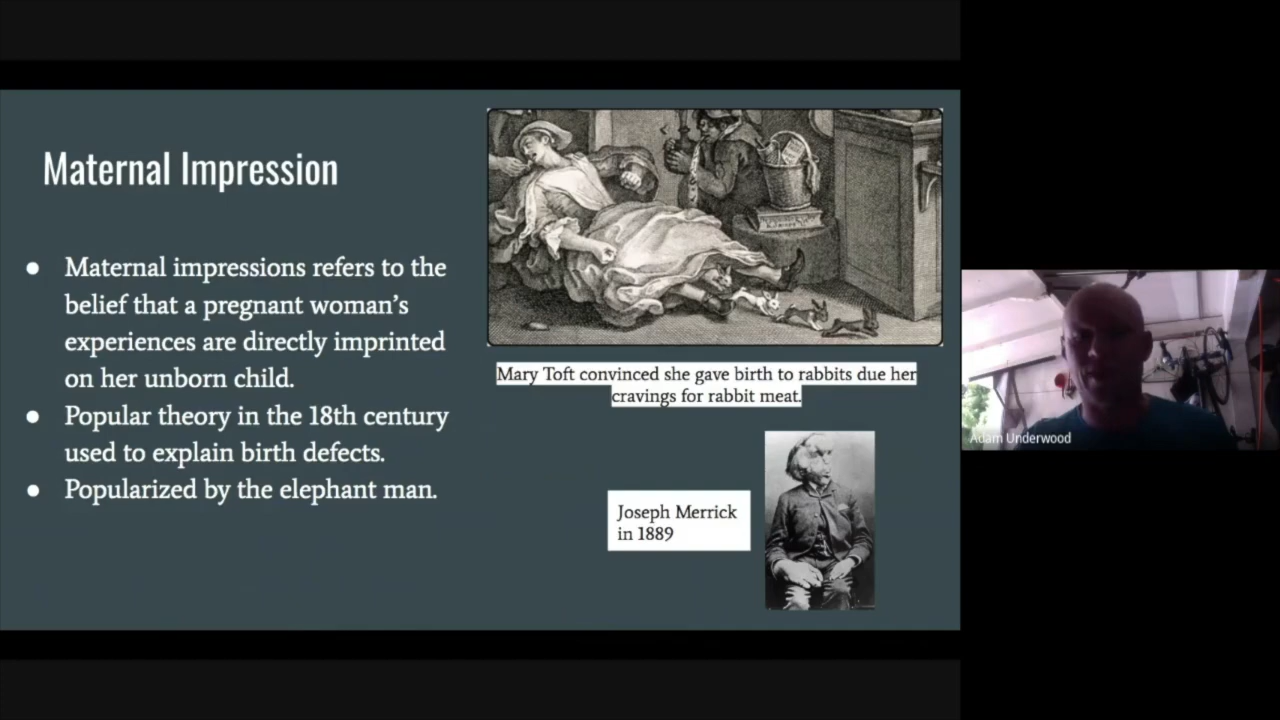 Maternal Impression
● Maternal impressions refers to the
belief that a pregnant woman’s
experiences are directly imprinted
on her unborn child.
● Popular theory in the 18th century
used to explain birth defects.
● Popularized by the elephant man.
Mary Toft convinced she gave birth to rabbits due her
cravings for rabbit meat.
Joseph Merrick
in 1889
Adam Underwood